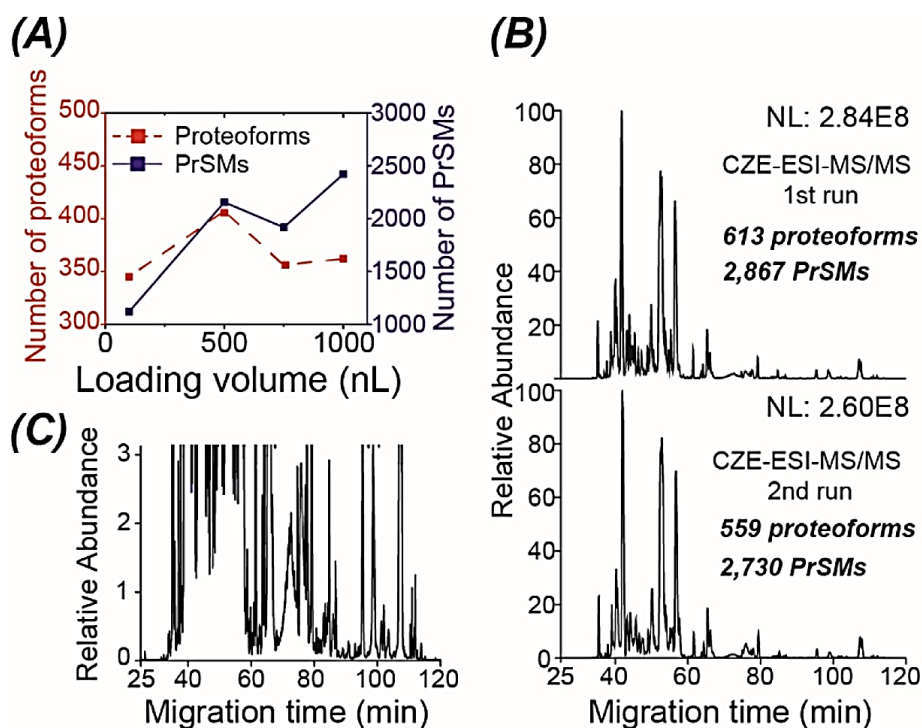 (A)
500
450
400
350
300
Number of proteoforms
Proteoforms
PrSMs
3000
2500
2000
1500
1000
Number of PrSMs
0
500
1000
Loading volume (nL)
(B)
100
80
60
40
20
NL: 2.84E8
CZE-ESI-MS/MS
1st run
613 proteoforms
2,867 PrSMs
Relative Abundance
100
80
60
40
20
0
NL: 2.60E8
CZE-ESI-MS/MS
2nd run
559 proteoforms
2,730 PrSMs
25
40
60
80
100
120
Migration time (min)
(C)
3
2
1
0
Relative Abundance
25
40
60
80
100
120
Migration time (min)